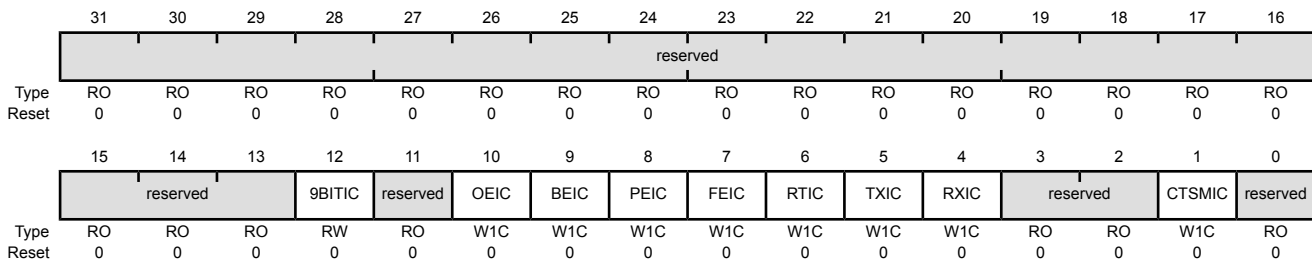 31 30 29 28 27 26 25 24 23 22 21 20 19 18 17 16
reserved
Type RO RO RO RO RO RO RO RO RO RO RO RO RO RO RO RO
Reset 0 0 0 0 0 0 0 0 0 0 0 0 0 0 0 0
15 14 13 12 11 10 9 8 7 6 5 4 3 2 1 0
reserved 9BITIC reserved OEIC BEIC PEIC FEIC RTIC TXIC RXIC reserved CTSMIC reserved
Type RO RO RO RW RO W1C W1C W1C W1C W1C W1C W1C RO RO W1C RO
Reset 0 0 0 0 0 0 0 0 0 0 0 0 0 0 0 0